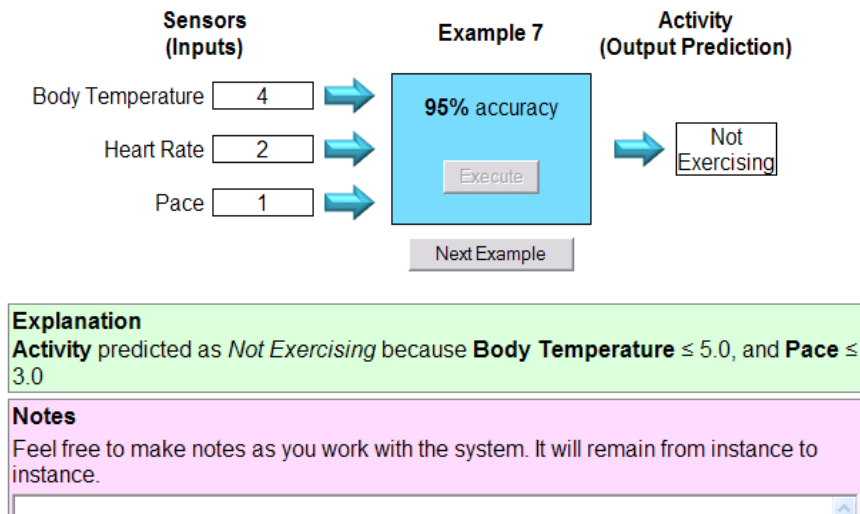 Sensors
(Inputs)
Example 7
Activity
(Output Prediction)
Body Temperature 4
95% accuracy
Heart Rate 2
Not
Exercising
Execute
Pace 1
Next Example
Explanation
Activity predicted as Not Exercising because Body Temperature ≤ 5.0, and Pace ≤
3.0
Notes
Feel free to make notes as you work with the system. It will remain from instance to
instance.